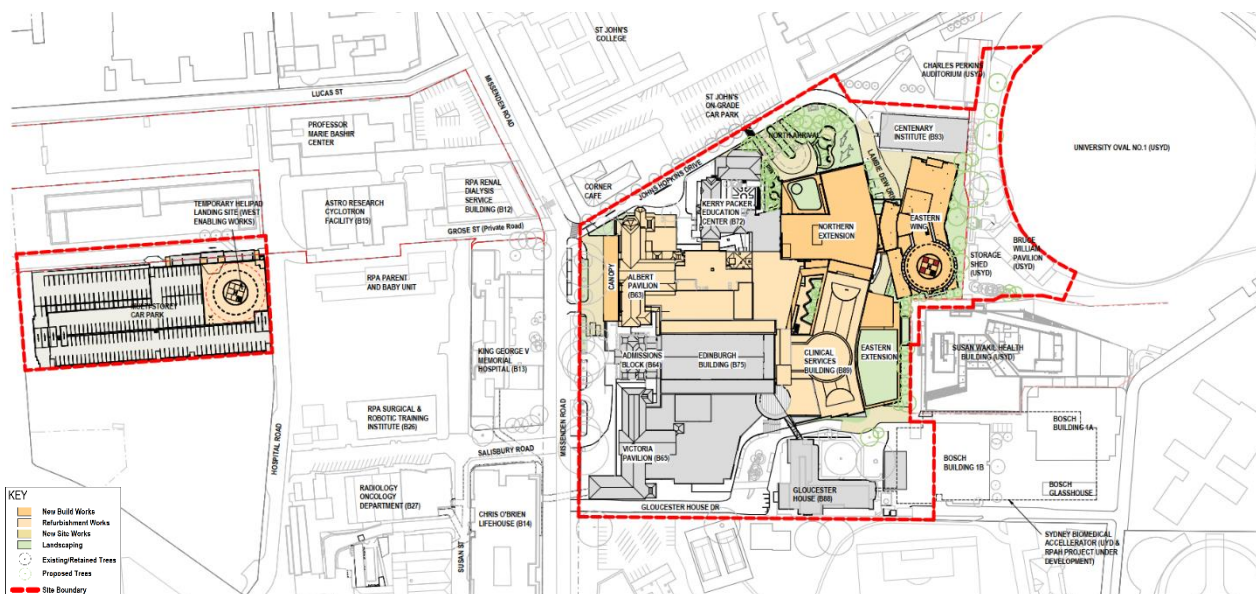 ST JOHN'S
COLLEGE
MISSENDEN ROAD
LUCAS ST
CHARLES PERKINS
AUDITORIUM (USYD)
ST JOHN'S
ON-GRADE
CAR PARK
PROFESSOR
MARIE BASHIR
CENTER
CENTENARY
INSTITUTE (B93)
NORTH ARRIVAL
LAMBIE DEW DRIVE
UNIVERSITY OVAL NO.1 (USYD)
JOHNS HOPKINS DRIVE
CORNER
CAFE
RPA RENAL
DIALYSIS
SERVICE
BUILDING (B12)
TEMPORARY HELIPAD
LANDING SITE (WEST
ENABLING WORKS)
ASTRO RESEARCH
CYCLOTRON
FACILITY (B15)
KERRY PACKER
EDUCATION
CENTER (B72)
GROSE ST (Private Road)
EASTERN
WING
NORTHERN
EXTENSION
BRUCE
WILLIAM
PAVILION
(USYD)
STORAGE
SHED
(USYD)
CANOPY
ALBERT
PAVILION
(B63)
RPA PARENT
AND BABY UNIT
CAR PARK
KING GEORGE V
MEMORIAL
HOSPITAL (B13)
ADMISSIONS
BLOCK (B64)
EDINBURGH
BUILDING (B75)
CLINICAL
SERVICES
BUILDING (B89)
EASTERN
EXTENSION
SUSAN WAKIL HEALTH
BUILDING (USYD)
RPA SURGICAL &
ROBOTIC TRAINING
INSTITUTE (B26)
MISSENDEN ROAD
HOSPITAL ROAD
SALISBURY ROAD
VICTORIA
PAVILION (B65)
BOSCH
BUILDING 1A
BOSCH
BUILDING 1B
BOSCH
GLASSHOUSE
RADIOLOGY
ONCOLOGY
DEPARTMENT (B27)
CHRIS O'BRIEN
LIFEHOUSE (B14)
GLOUCESTER
HOUSE (B88)
GLOUCESTER HOUSE DR
SUSAN ST
SYDNEY BIOMEDICAL
ACCELLERATOR (UYD &
RPAH PROJECT UNDER
DEVELOPMENT)
KEY
New Build Works
Refurbishment Works
New Site Works
Landscaping
Existing/Retained Trees
Proposed Trees
Site Boundary